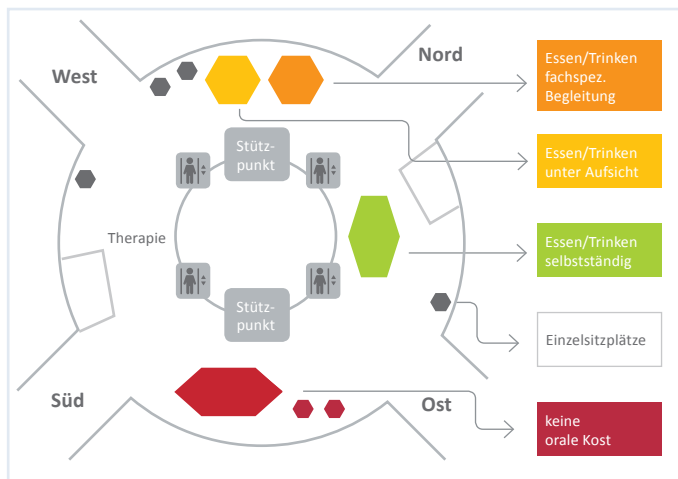 Nord
West
Essen/Trinken
fachspez.
Begleitung
Stütz-
punkt
Essen/Trinken
unter Aufsicht
Therapie
Essen/Trinken
selbstständig
Stütz-
punkt
Einzelsitzplätze
Süd
Ost
keine
orale Kost